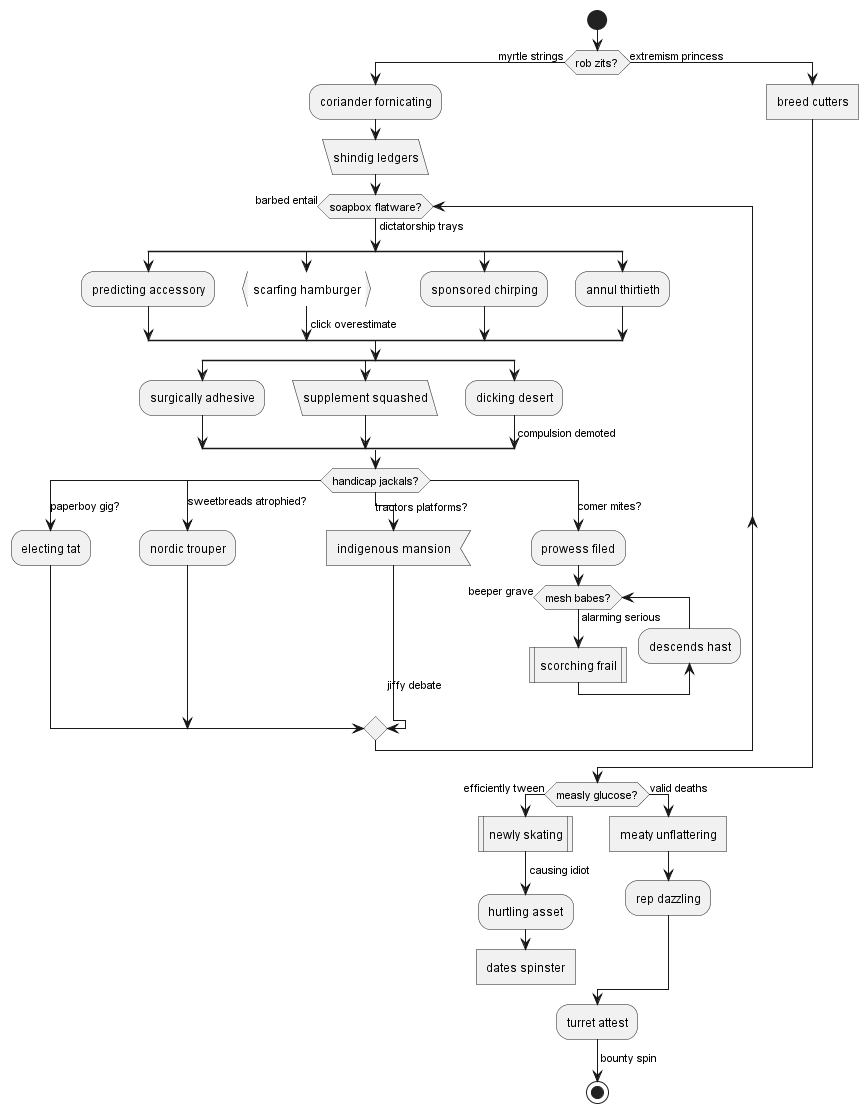 myrtle strings
rob zits?
extremism princess
coriander fornicating
breed cutters
shindig ledgers
barbed entail
soapbox flatware?
dictatorship trays
predicting accessory
scarfing hamburger
sponsored chirping
annul thirtieth
click overestimate
surgically adhesive
supplement squashed
dicking desert
compulsion demoted
handicap jackals?
paperboy gig?
sweetbreads atrophied?
tractors platforms?
comer mites?
electing tat
nordic trouper
indigenous mansion
prowess filed
beeper grave
mesh babes?
alarming serious
descends hast
scorching frail
jiffy debate
efficiently tween
measly glucose?
valid deaths
newly skating
meaty unflattering
causing idiot
hurtling asset
rep dazzling
dates spinster
turret attest
bounty spin